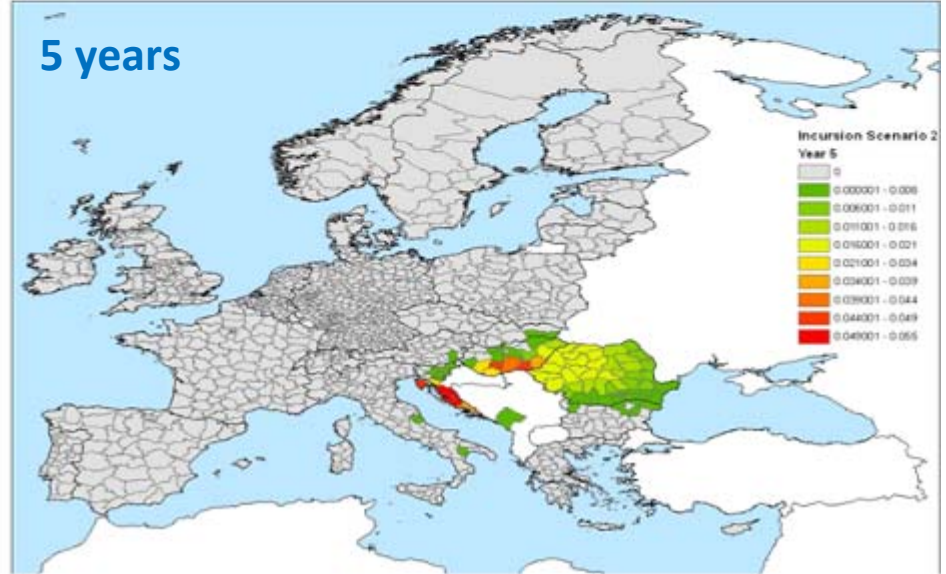 5 years
Incursion Scenario 2
Year 5
0
0.000001 - 0.006
0.006001 - 0.011
0.011001 - 0.016
0.016001 - 0.021
0.021001 - 0.034
0.034001 - 0.039
0.039001 - 0.044
0.044001 - 0.049
0.049001 - 0.055